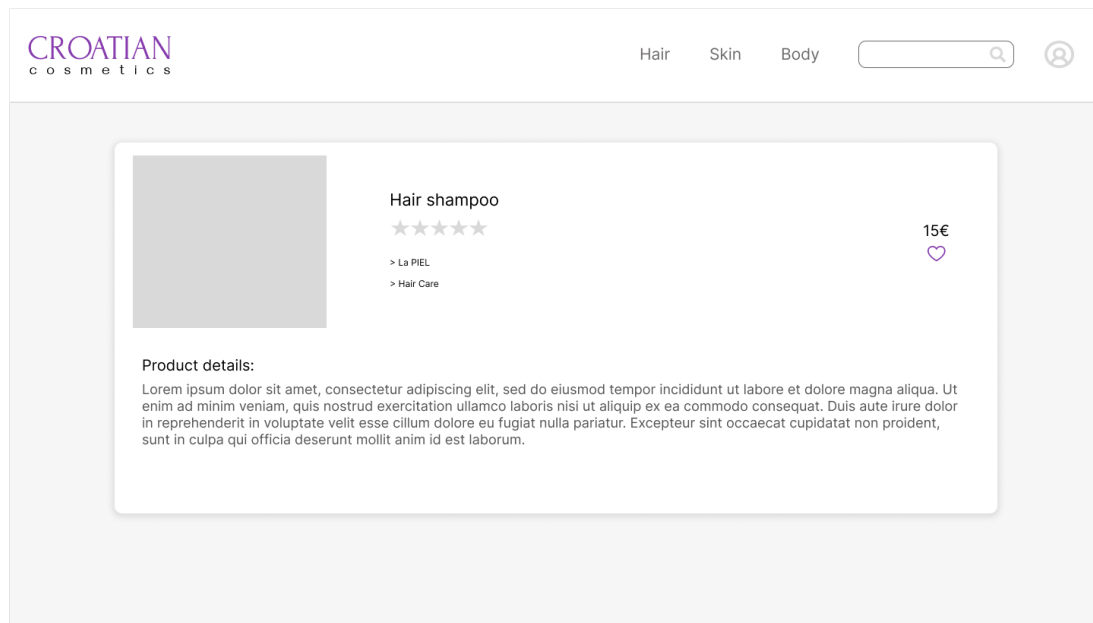 CROATIAN
cosmetics
Hair Skin Body
Hair shampoo
> La PIEL
> Hair Care
15€
Product details:
Lorem ipsum dolor sit amet, consectetur adipiscing elit, sed do eiusmod tempor incididunt ut labore et dolore magna aliqua. Ut
enim ad minim veniam, quis nostrud exercitation ullamco laboris nisi ut aliquip ex ea commodo consequat. Duis aute irure dolor
in reprehenderit in voluptate velit esse cillum dolore eu fugiat nulla pariatur. Excepteur sint occaecat cupidatat non proident,
sunt in culpa qui officia deserunt mollit anim id est laborum.